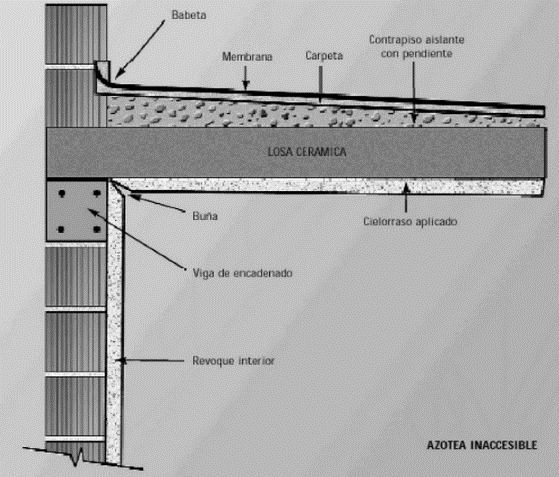 Babeta
Membrana
Carpeta
Contrapiso aislante
con pendiente
LOSA CERAMICA
Buña
Cielorraso aplicado
Viga de encadenado
Revoque interior
AZOTEA INACCESIBLE